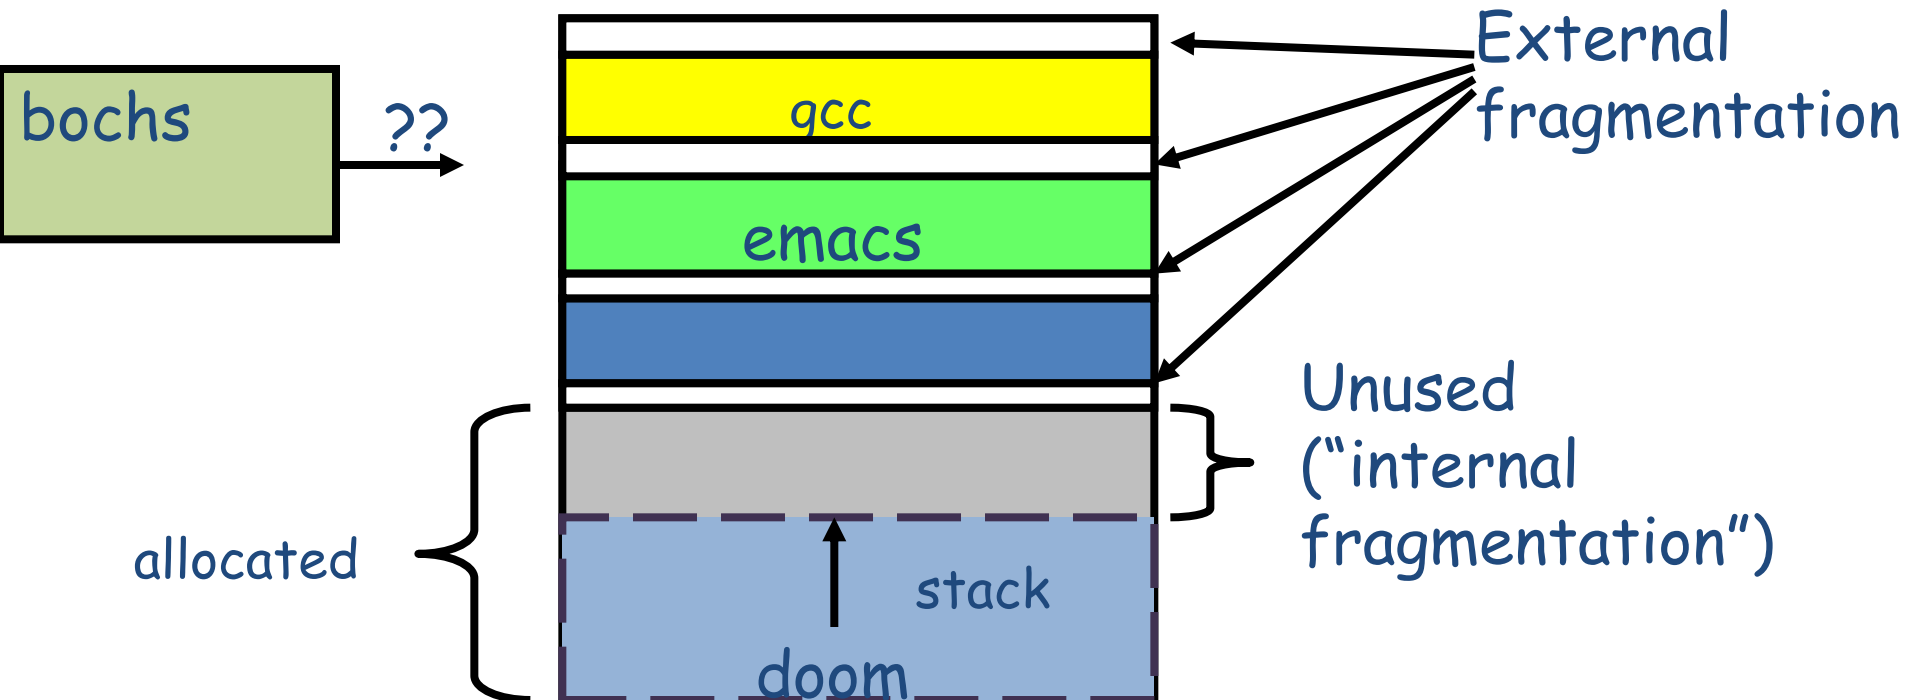 External
fragmentation
bochs
??
gcc
emacs
Unused
(“internal
fragmentation”)
allocated
stack
doom